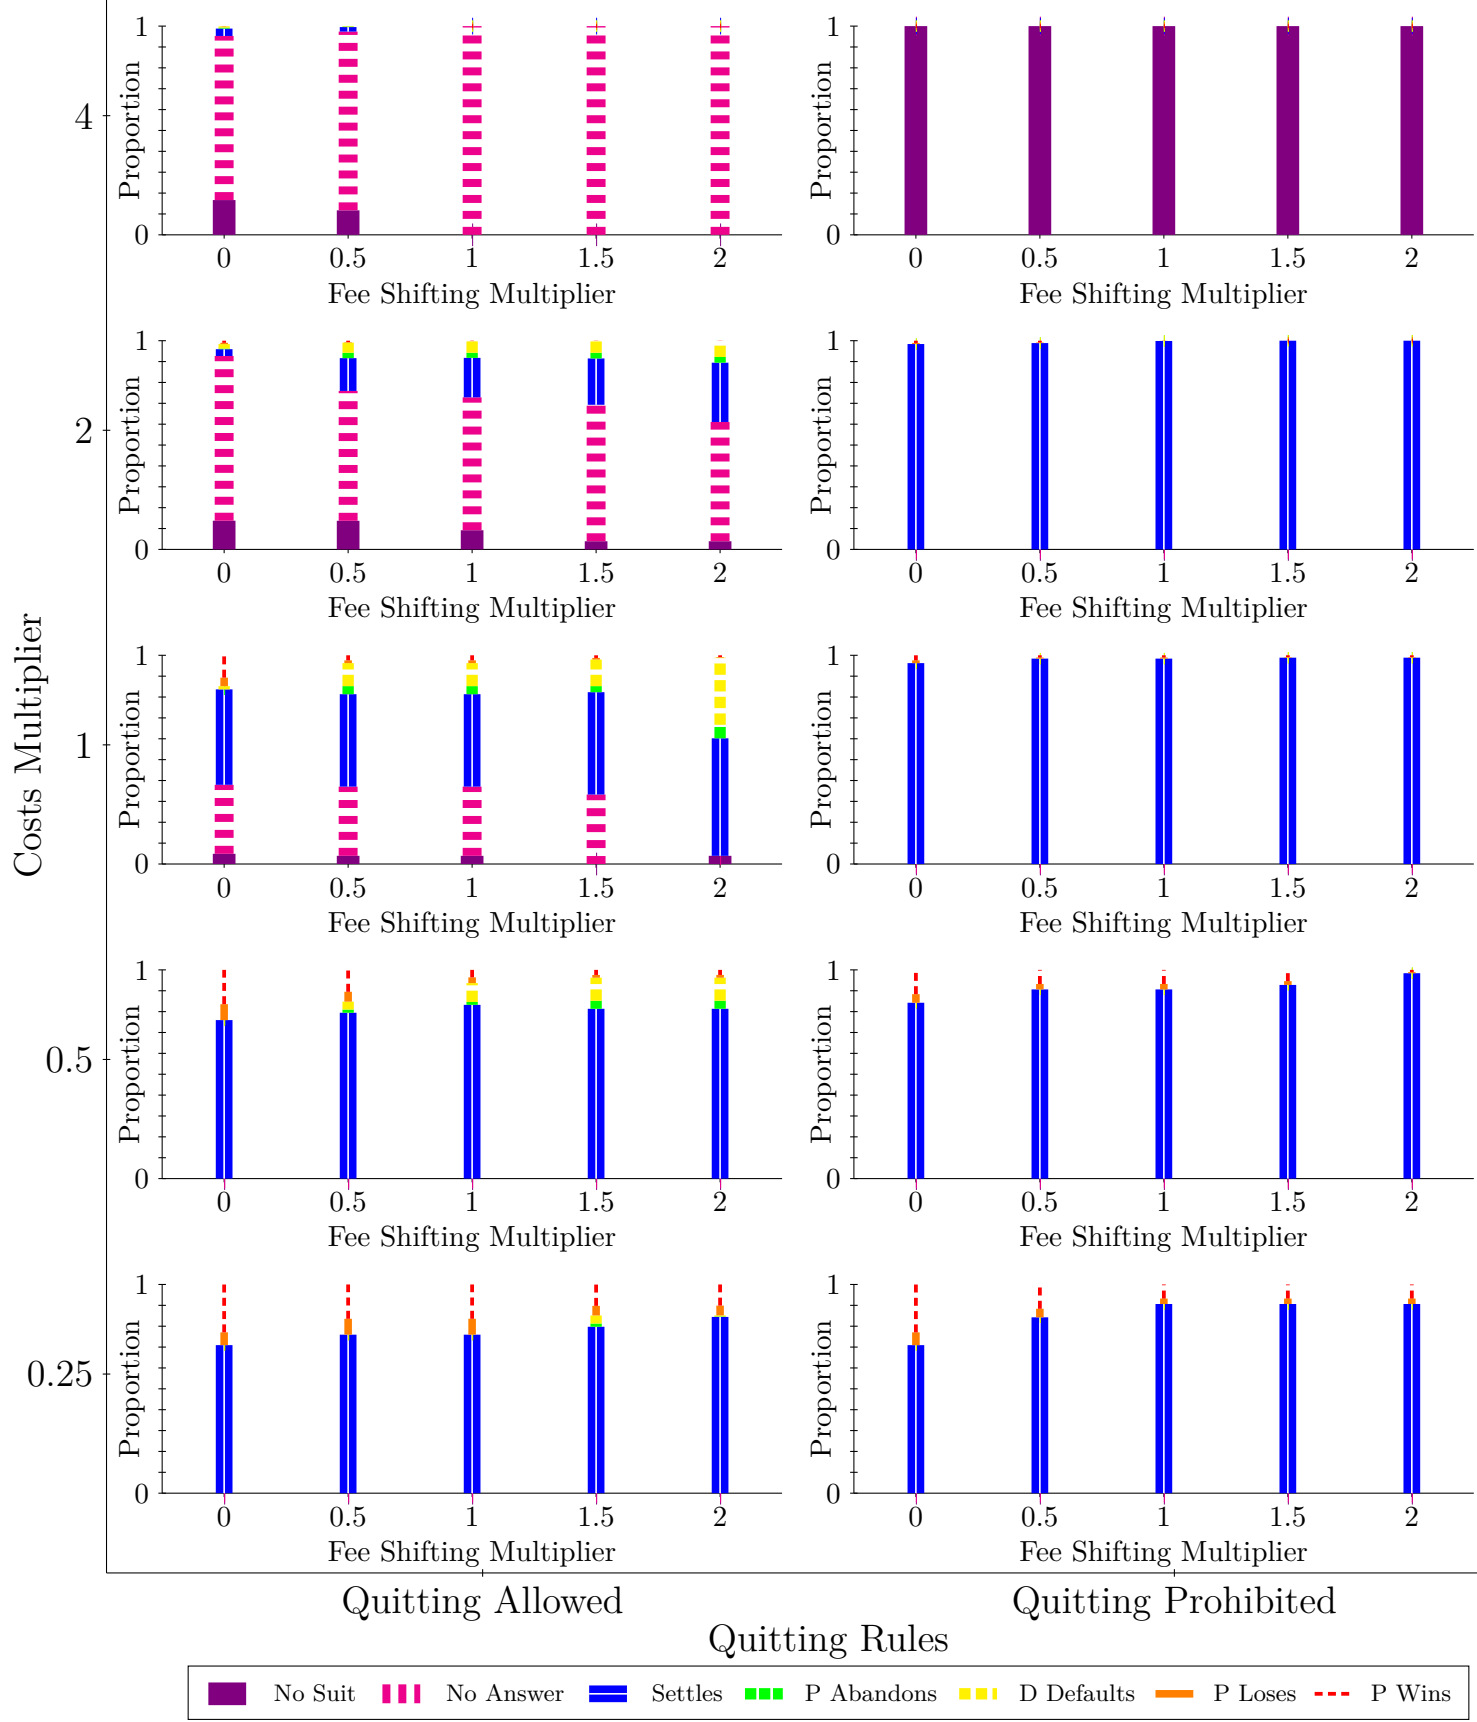 Costs Multiplier
4
Proportion
1
0
0 0.5 1 1.5 2
Fee Shifting Multiplier
Proportion
1
0
0 0.5 1 1.5 2
Fee Shifting Multiplier
2
Proportion
1
0
0 0.5 1 1.5 2
Fee Shifting Multiplier
Proportion
1
0
0 0.5 1 1.5 2
Fee Shifting Multiplier
1
Proportion
1
0
0 0.5 1 1.5 2
Fee Shifting Multiplier
Proportion
1
0
0 0.5 1 1.5 2
Fee Shifting Multiplier
0.5
Proportion
1
0
0 0.5 1 1.5 2
Fee Shifting Multiplier
Proportion
1
0
0 0.5 1 1.5 2
Fee Shifting Multiplier
0.25
Proportion
1
0
0 0.5 1 1.5 2
Fee Shifting Multiplier
Proportion
1
0
0 0.5 1 1.5 2
Fee Shifting Multiplier
Quitting Allowed Quitting Prohibited
Quitting Rules
No Suit No Answer Settles P Abandons D Defaults P Loses P Wins